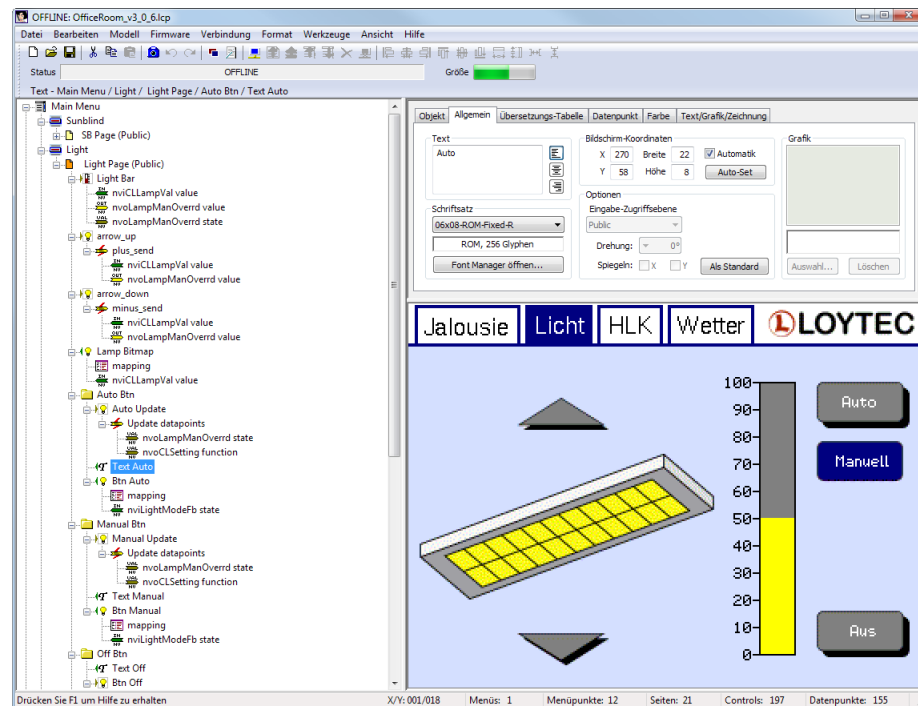 OFFLINE: OfficeRoom_v3_0_6.lcp
Datei Bearbeiten Modell Firmware Verbindung Format Werkzeuge Ansicht Hilfe
Status OFFLINE Größe
Text - Main Menu / Light / Light Page / Auto Btn / Text Auto
Main Menu
Sunblind
SB Page (Public)
Light
Light Page (Public)
Light Bar
nviCLLampVal value
nvoLampManOverrd value
nvoLampManOverrd state
arrow_up
plus_send
nviCLLampVal value
nvoLampManOverrd value
arrow_down
minus_send
nviCLLampVal value
nvoLampManOverrd value
Lamp Bitmap
mapping
nviCLLampVal value
Auto Btn
Auto Update
Update datapoints
nvoLampManOverrd state
nvoCLSetting function
Text Auto
Btn Auto
mapping
nviLightModeFb state
Manual Btn
Manual Update
Update datapoints
nvoLampManOverrd state
nvoCLSetting function
Text Manual
Btn Manual
mapping
nviLightModeFb state
Off Btn
Text Off
Btn Off
Objekt Allgemein Übersetzungs-Tabelle Datenpunkt Farbe Text/Grafik/Zeichnung
Text
Auto
Schriftsatz
06x08-ROM-Fixed-R
ROM, 256 Glyphen
Font Manager öffnen...
Bildschirm-Koordinaten
X 270 Breite 22 Automatik
Y 58 Höhe 8 Auto-Set
Optionen
Eingabe-Zugriffsebene
Public
Drehung: 0°
Spiegeln: X Y Als Standard
Grafik
Auswahl... Löschen
Jalousie Licht HLK Wetter LOYTEC
100
90
80
70
60
50
40
30
20
10
0
Auto
Manuell
Aus
Drücken Sie F1 um Hilfe zu erhalten X/Y: 001/018 Menüs: 1 Menüpunkte: 12 Seiten: 21 Controls: 197 Datenpunkte: 155